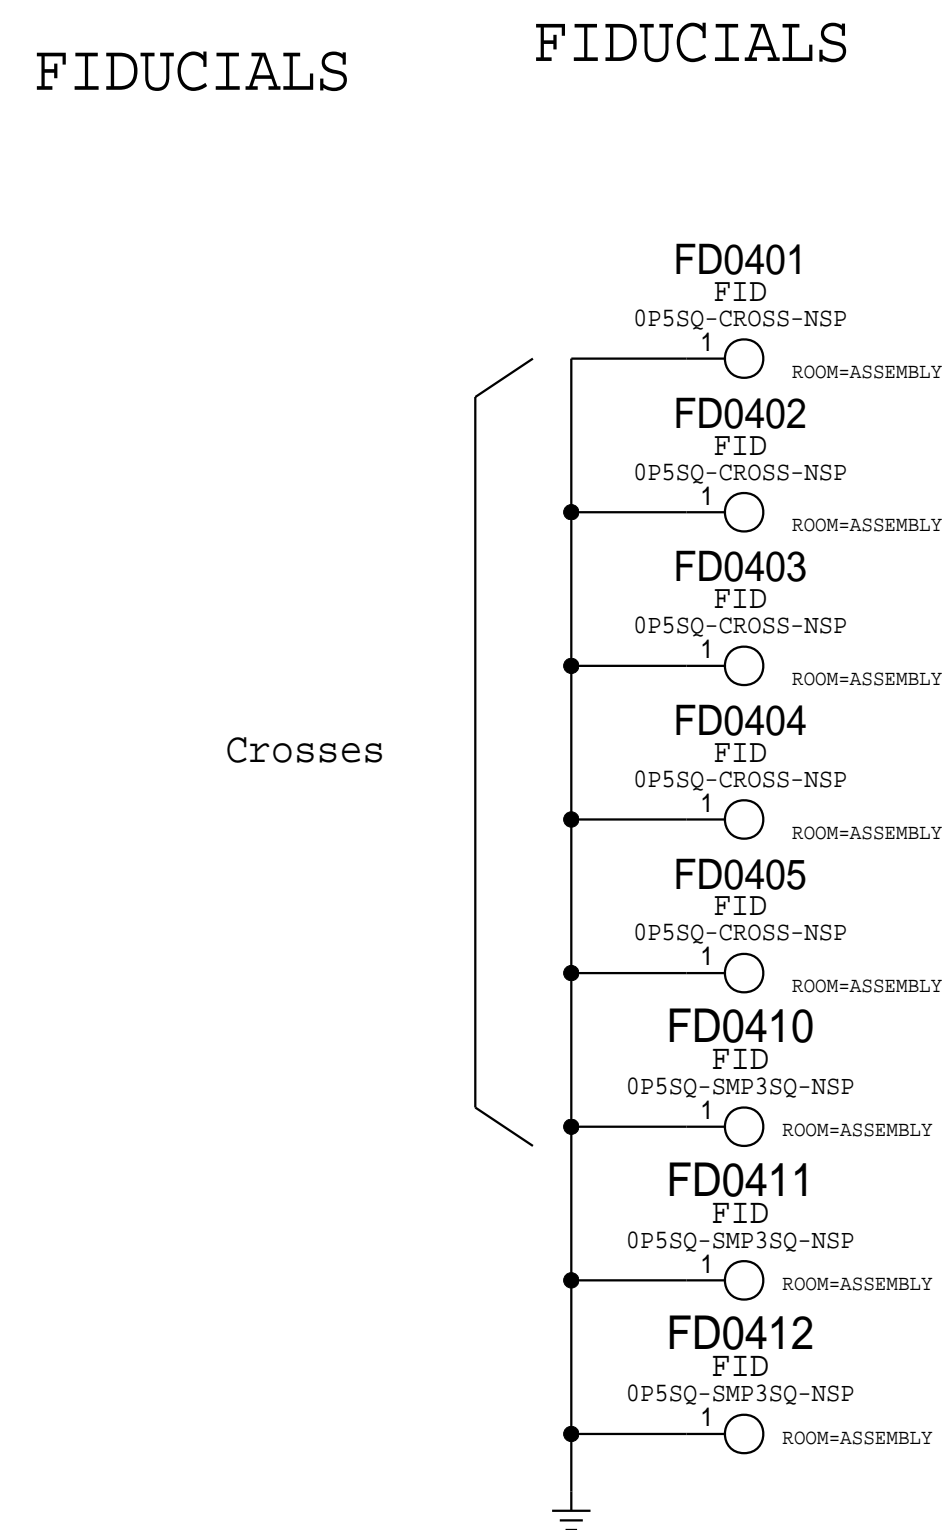 FIDUCIALS
FIDUCIALS
FD0401
FID
0P5SQ-CROSS-NSP
1
ROOM=ASSEMBLY
FD0402
FID
0P5SQ-CROSS-NSP
1
ROOM=ASSEMBLY
FD0403
FID
0P5SQ-CROSS-NSP
1
ROOM=ASSEMBLY
Crosses
FD0404
FID
0P5SQ-CROSS-NSP
1
ROOM=ASSEMBLY
FD0405
FID
0P5SQ-CROSS-NSP
1
ROOM=ASSEMBLY
FD0410
FID
0P5SQ-SMP3SQ-NSP
1
ROOM=ASSEMBLY
FD0411
FID
0P5SQ-SMP3SQ-NSP
1
ROOM=ASSEMBLY
FD0412
FID
0P5SQ-SMP3SQ-NSP
1
ROOM=ASSEMBLY